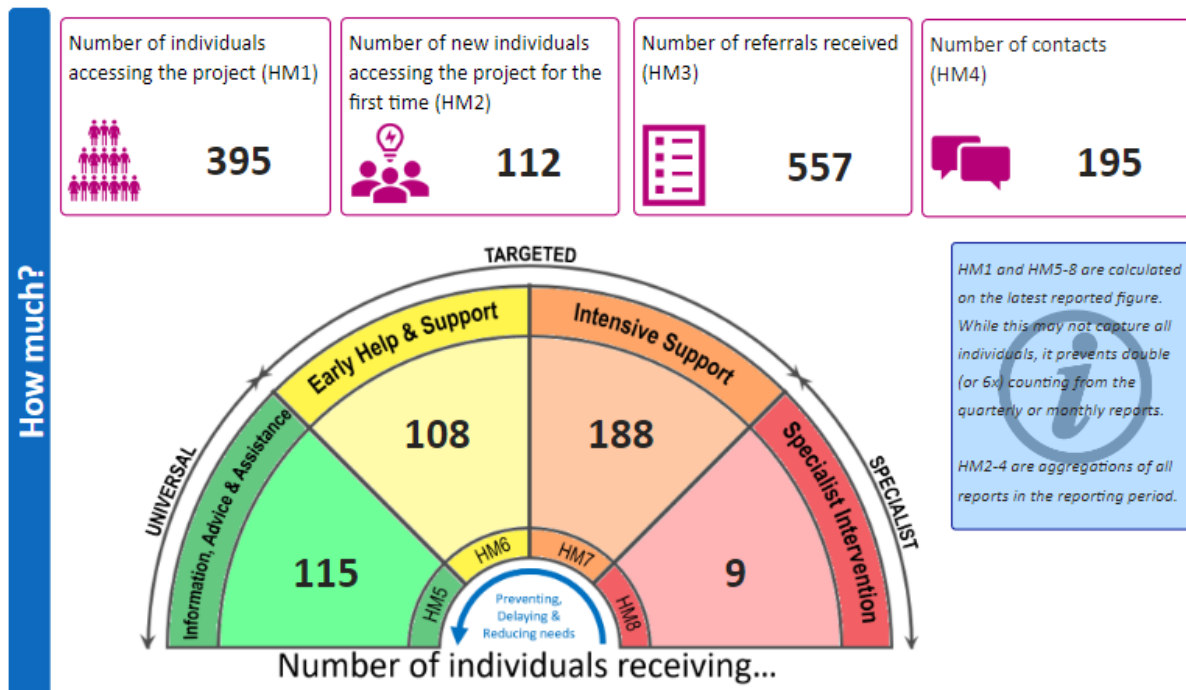 How much?
Number of individuals
accessing the project (HM1)
395
Number of new individuals
accessing the project for the
first time (HM2)
112
Number of referrals received
(HM3)
557
Number of contacts
(HM4)
195
TARGETED
UNIVERSAL
SPECIALIST
Information, Advice & Assistance
Early Help & Support
Intensive Support
Specialist Intervention
115
108
188
9
HM5
HM6
HM7
HM8
Preventing,
Delaying &
Reducing needs
Number of individuals receiving...
HM1 and HM5-8 are calculated
on the latest reported figure.
While this may not capture all
individuals, it prevents double
(or 6x) counting from the
quarterly or monthly reports.
HM2-4 are aggregations of all
reports in the reporting period.